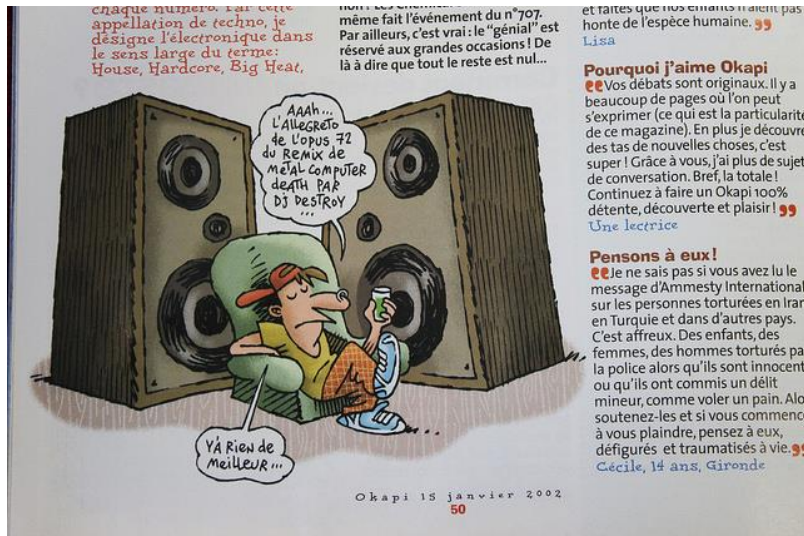 chaque numéro. Par cette
appellation de techno, je
désigne l'électronique dans
le sens large du terme:
House, Hardcore, Big Heat,
même fait l'événement du n°707.
Par ailleurs, c'est vrai : le "génial" est
réservé aux grandes occasions ! De
là à dire que tout le reste est nul...
AAAh...
L'ALLEGRETO
de L'OPUS 72
du REMIX de
METAL COMPUTER
deATH PAR
DJ DESTROY
...
Y'A RIEN de
MeiLLeUR...
et faites que nos enfants n'aient pas
honte de l'espèce humaine.
Lisa
Pourquoi j'aime Okapi
Vos débats sont originaux. Il y a
beaucoup de pages où l'on peut
s'exprimer (ce qui est la particularité
de ce magazine). En plus je découvre
des tas de nouvelles choses, c'est
super ! Grâce à vous, j'ai plus de sujet
de conversation. Bref, la totale !
Continuez à faire un Okapi 100%
détente, découverte et plaisir !
Une lectrice
Pensons à eux !
Je ne sais pas si vous avez lu le
message d'Ammesty International
sur les personnes torturées en Iran
en Turquie et dans d'autres pays.
C'est affreux. Des enfants, des
femmes, des hommes torturés pa
la police alors qu'ils sont innocent
ou qu'ils ont commis un délit
mineur, comme voler un pain. Alo
soutenez-les et si vous commenc
à vous plaindre, pensez à eux,
défigurés et traumatisés à vie.
Cécile, 14 ans, Gironde
Okapi 15 janvier 2002
50